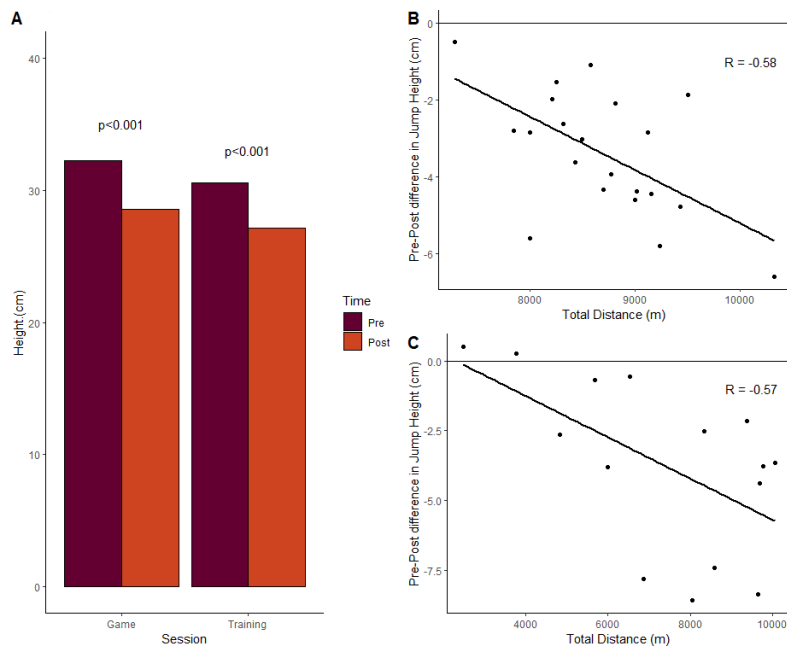 A
p<0.001
p<0.001
40
30
20
10
0
Height.(cm)
Game
Training
Session
Time
Pre
Post
B
R = -0.58
0
-2
-4
-6
Pre-Post difference in Jump Height (cm)
8000
9000
10000
Total Distance (m)
C
R = -0.57
0.0
-2.5
-5.0
-7.5
Pre-Post difference in Jump Height (cm)
4000
6000
8000
10000
Total Distance (m)